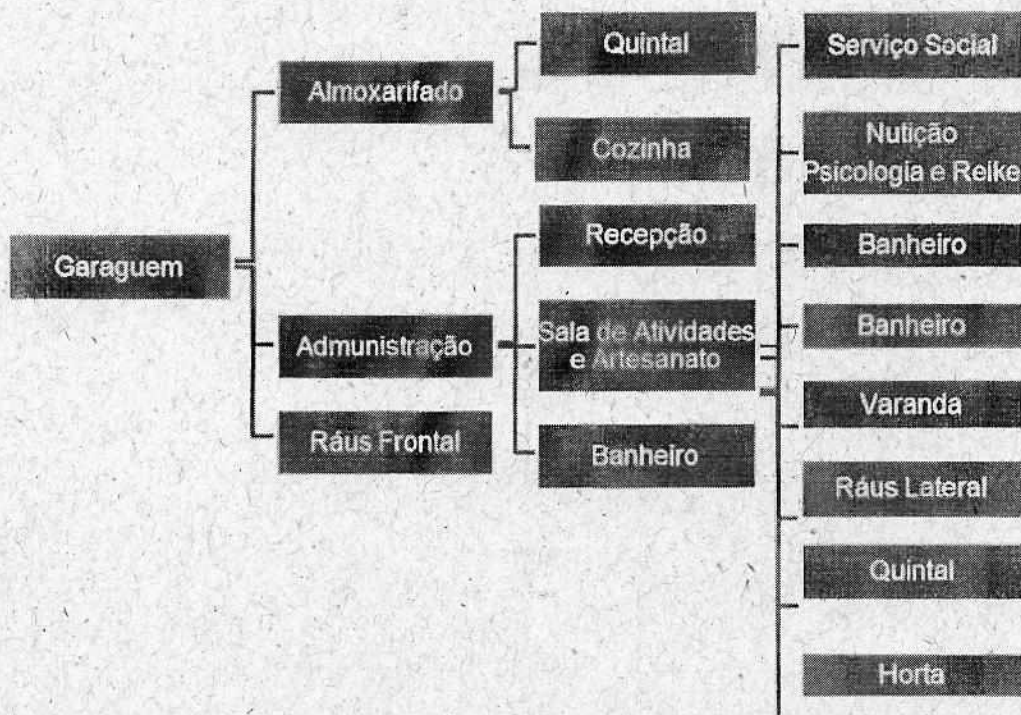 Garaguem
Almoxarifado
Admunistração
Ráus Frontal
Quintal
Cozinha
Recepção
Sala de Atividades
e Artesanato
Banheiro
Serviço Social
Nutição
Psicologia e Reike
Banheiro
Banheiro
Varanda
Ráus Lateral
Quintal
Horta